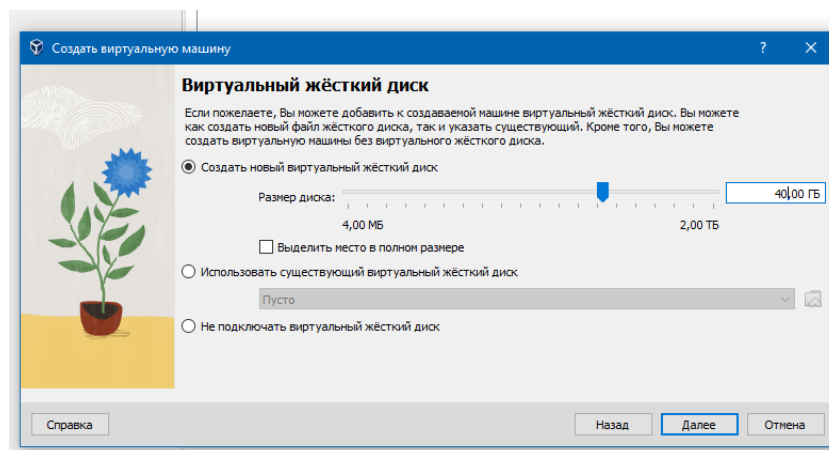 Создать виртуальную машину
?
Виртуальный жёсткий диск
Если пожелаете, Вы можете добавить к создаваемой машине виртуальный жёсткий диск. Вы можете
как создать новый файл жёсткого диска, так и указать существующий. Кроме того, Вы можете
создать виртуальную машины без виртуального жёсткого диска.
Создать новый виртуальный жёсткий диск
Размер диска:
40,00 ГБ
4,00 МБ
2,00 ТБ
Выделить место в полном размере
Использовать существующий виртуальный жёсткий диск
Пусто
Не подключать виртуальный жёсткий диск
Справка
Назад
Далее
Отмена